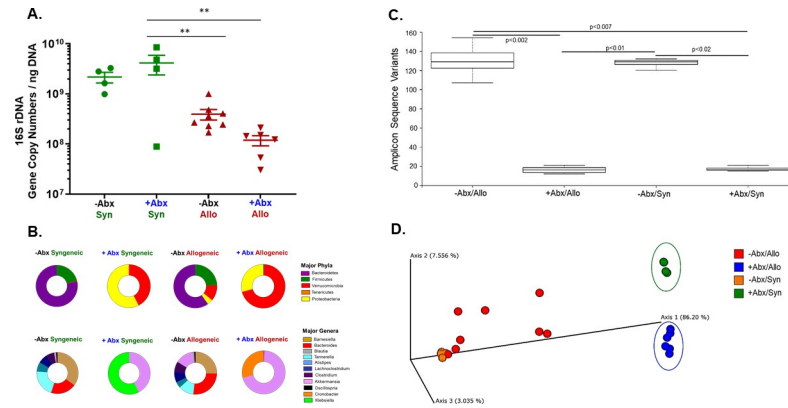 A.
**
**
16S rDNA
Gene Copy Numbers / ng DNA
10^10
10^9
10^8
10^7
-Abx
Syn
+Abx
Syn
-Abx
Allo
+Abx
Allo
B.
-Abx Syngeneic
+ Abx Syngeneic
-Abx Allogeneic
+ Abx Allogeneic
Major Phyla
Bacteroidetes
Firmicutes
Verrucomicrobia
Tenericutes
Proteobacteria
-Abx Syngeneic
+ Abx Syngeneic
-Abx Allogeneic
+ Abx Allogeneic
Major Genera
Barnesiella
Bacteroides
Blautia
Tannerella
Alistipes
Lachnoclostridium
Clostridium
Akkermansia
Oscillospira
Cronobacter
Klebsiella
C.
p<0.007
p<0.002
p<0.01
p<0.02
Amplicon Sequence Variants
160
140
120
100
80
60
40
20
0
-Abx/Allo
+Abx/Allo
-Abx/Syn
+Abx/Syn
D.
Axis 2 (7.556 %)
Axis 1 (86.20 %)
Axis 3 (3.035 %)
-Abx/Allo
+Abx/Allo
-Abx/Syn
+Abx/Syn